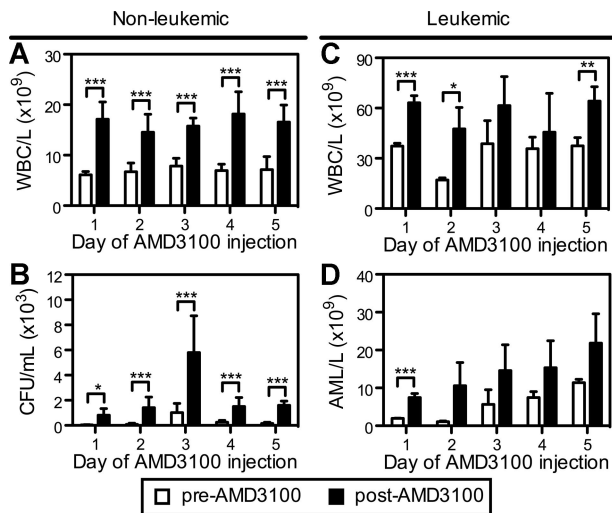 Non-leukemic
Leukemic
A
WBC/L (x10⁹)
30
20
10
0
***
***
***
***
***
1 2 3 4 5
Day of AMD3100 injection
C
WBC/L (x10⁹)
90
60
30
0
***
*
**
1 2 3 4 5
Day of AMD3100 injection
B
CFU/mL (x10³)
12
10
8
6
4
2
0
*
***
***
***
***
1 2 3 4 5
Day of AMD3100 injection
D
AML/L (x10⁹)
40
30
20
10
0
***
1 2 3 4 5
Day of AMD3100 injection
pre-AMD3100 post-AMD3100